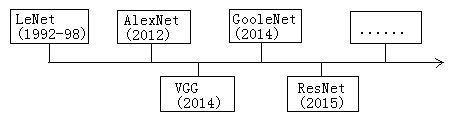 LeNet
(1992-98)
AlexNet
(2012)
GooleNet
(2014)
......
VGG
(2014)
ResNet
(2015)